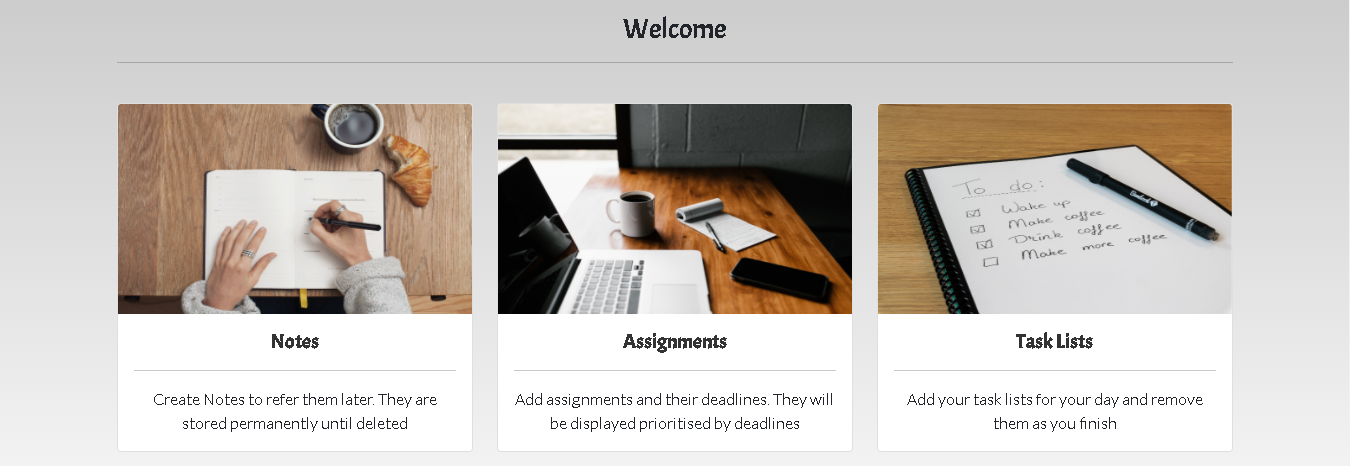 Welcome
To do:
Wake up
Make coffee
Drink coffee
Make more coffee
Notes
Assignments
Task Lists
Create Notes to refer them later. They are
stored permanently until deleted
Add assignments and their deadlines. They will
be displayed prioritised by deadlines
Add your task lists for your day and remove
them as you finish